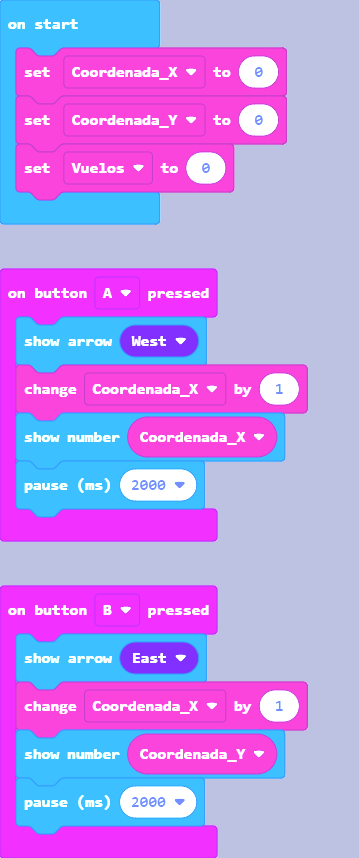 on start
set Coordenada_X to 0
set Coordenada_Y to 0
set Vuelos to 0
on button A pressed
show arrow West
change Coordenada_X by 1
show number Coordenada_X
pause (ms) 2000
on button B pressed
show arrow East
change Coordenada_X by 1
show number Coordenada_Y
pause (ms) 2000